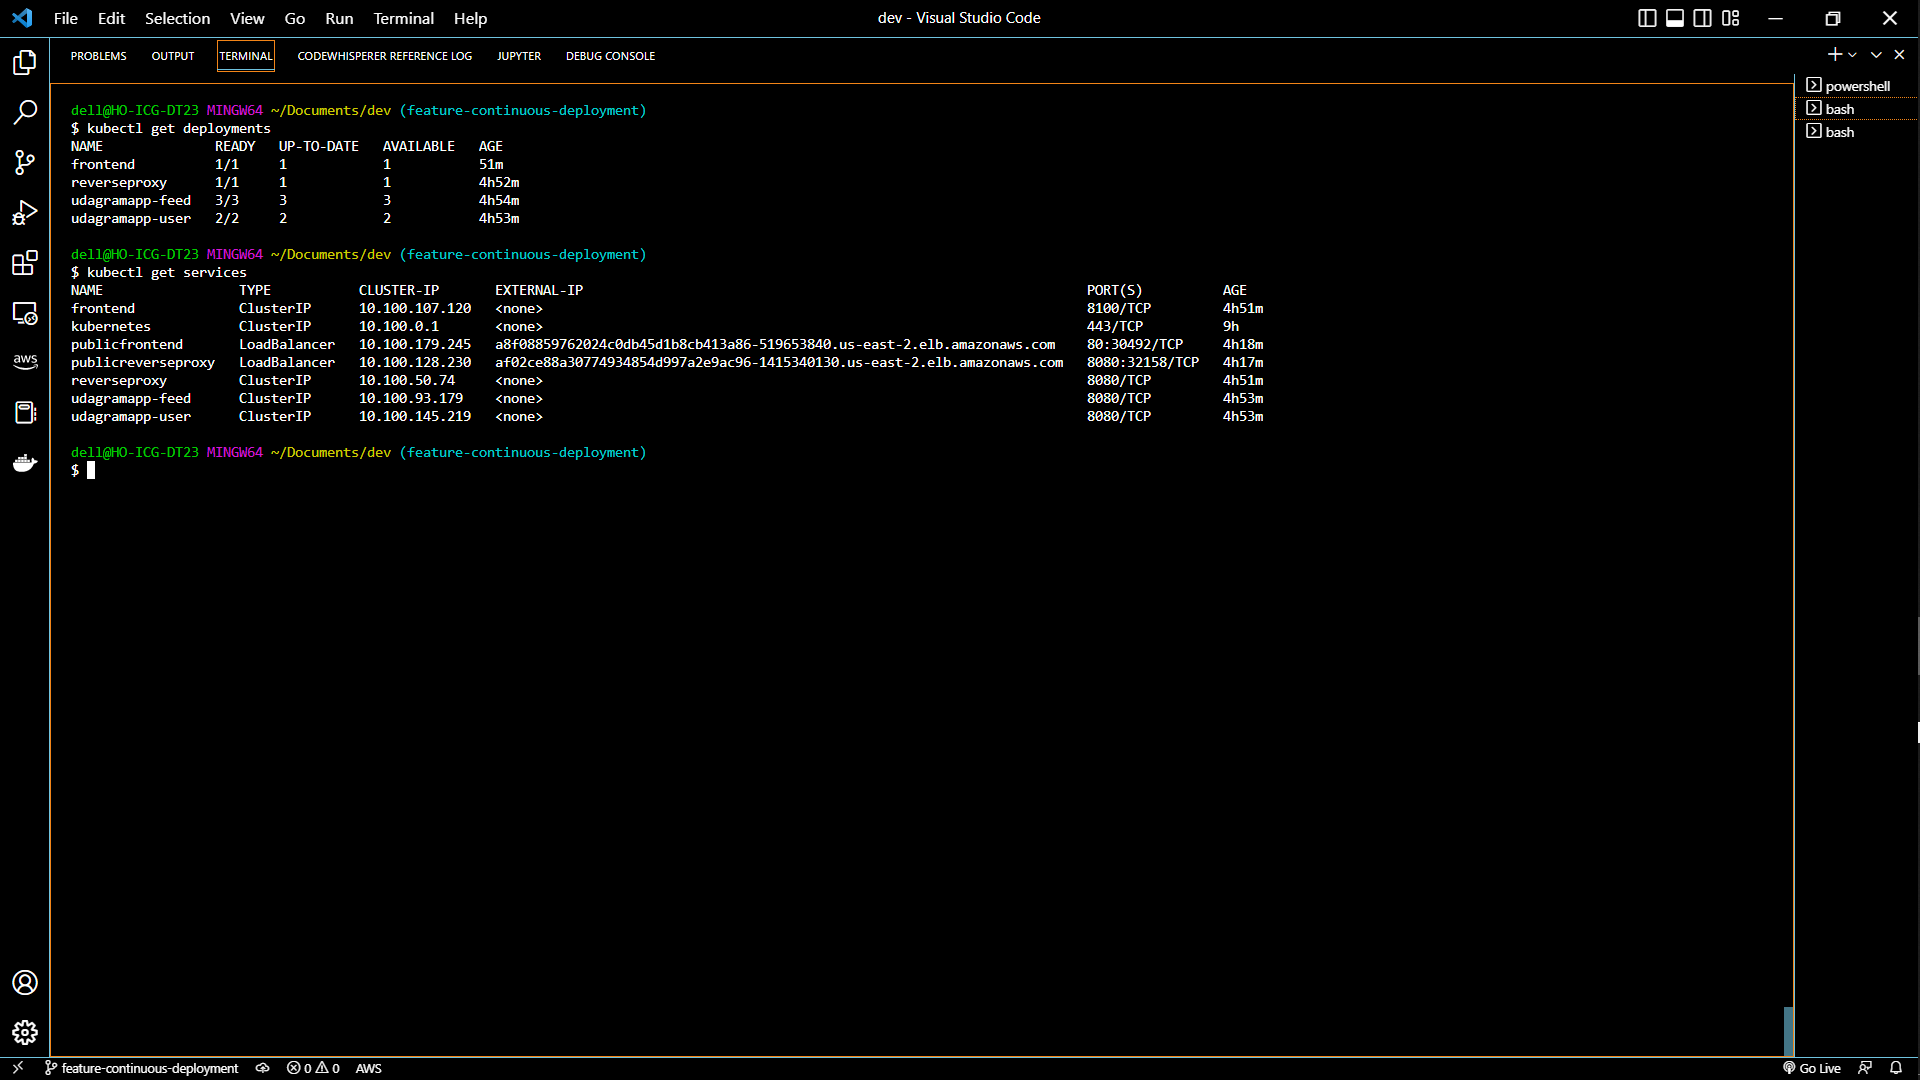 File Edit Selection View Go Run Terminal Help
dev - Visual Studio Code
PROBLEMS OUTPUT TERMINAL CODEWHISPERER REFERENCE LOG JUPYTER DEBUG CONSOLE
powershell
bash
bash
aws
dell@HO-ICG-DT23 MINGW64 ~/Documents/dev (feature-continuous-deployment)
$ kubectl get deployments
NAME READY UP-TO-DATE AVAILABLE AGE
frontend 1/1 1 1 51m
reverseproxy 1/1 1 1 4h52m
udagramapp-feed 3/3 3 3 4h54m
udagramapp-user 2/2 2 2 4h53m
dell@HO-ICG-DT23 MINGW64 ~/Documents/dev (feature-continuous-deployment)
$ kubectl get services
NAME TYPE CLUSTER-IP EXTERNAL-IP PORT(S) AGE
frontend ClusterIP 10.100.107.120 <none> 8100/TCP 4h51m
kubernetes ClusterIP 10.100.0.1 <none> 443/TCP 9h
publicfrontend LoadBalancer 10.100.179.245 a8f08859762024c0db45d1b8cb413a86-519653840.us-east-2.elb.amazonaws.com 80:30492/TCP 4h18m
publicreverseproxy LoadBalancer 10.100.128.230 af02ce88a30774934854d997a2e9ac96-1415340130.us-east-2.elb.amazonaws.com 8080:32158/TCP 4h17m
reverseproxy ClusterIP 10.100.50.74 <none> 8080/TCP 4h51m
udagramapp-feed ClusterIP 10.100.93.179 <none> 8080/TCP 4h53m
udagramapp-user ClusterIP 10.100.145.219 <none> 8080/TCP 4h53m
dell@HO-ICG-DT23 MINGW64 ~/Documents/dev (feature-continuous-deployment)
$
feature-continuous-deployment 0 0 AWS Go Live